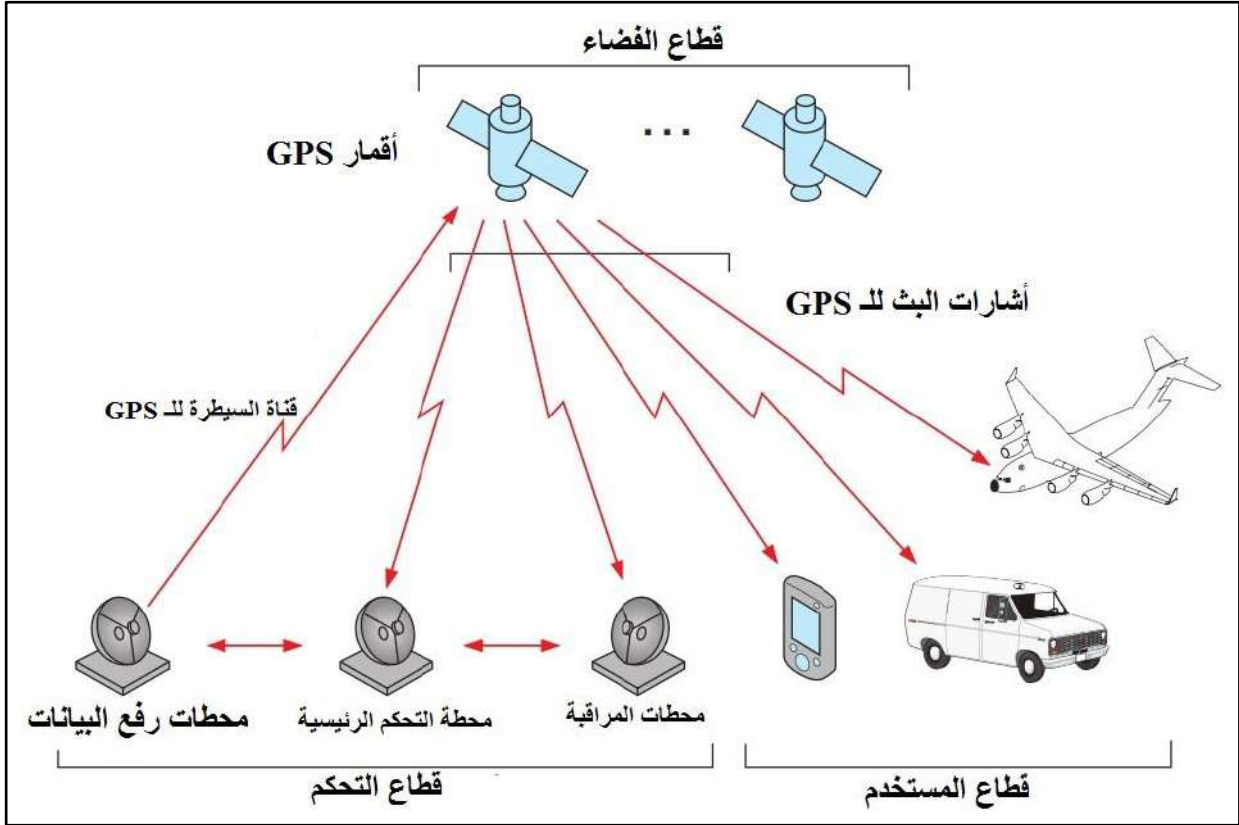 قطاع الفضاء
أقمار GPS
أشارات البث للـ GPS
قناة السيطرة للـ GPS
محطات رفع البيانات
محطة التحكم الرئيسية
محطات المراقبة
قطاع التحكم
قطاع المستخدم